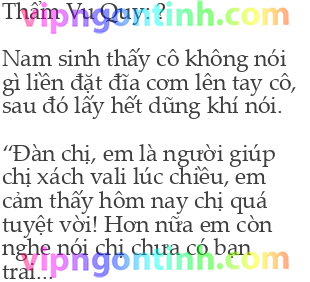 Thẩm Vu Quy: ?
vipngontinh.com
Nam sinh thấy cô không nói
gì liền đặt đĩa cơm lên tay cô,
sau đó lấy hết dũng khí nói.
“Đàn chị, em là người giúp
chị xách vali lúc chiều, em
cảm thấy hôm nay chị quá
tuyệt vời! Hơn nữa em còn
nghe nói chị chưa có bạn
vipngontinh.com
trai...